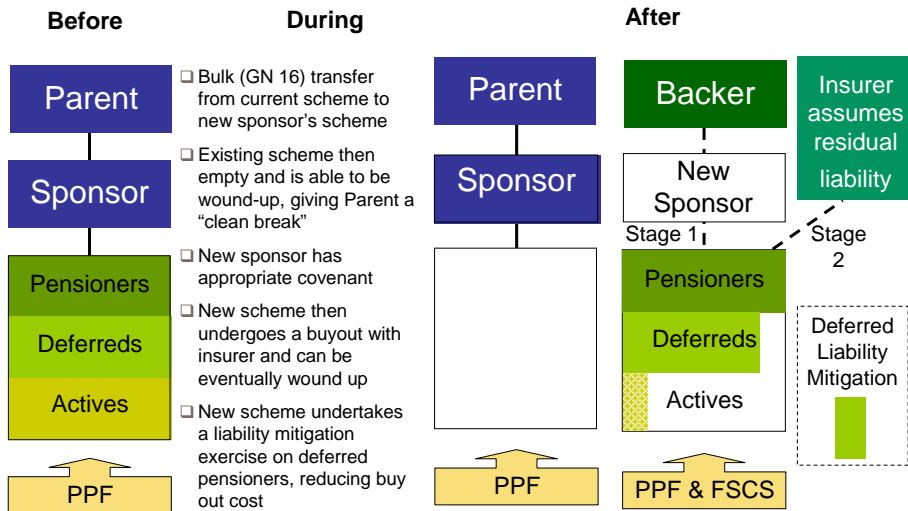 Before
During
After
Parent
Sponsor
Pensioners
Deferreds
Actives
PPF
❑ Bulk (GN 16) transfer
from current scheme to
new sponsor's scheme
❑ Existing scheme then
empty and is able to be
wound-up, giving Parent a
“clean break”
❑ New sponsor has
appropriate covenant
❑ New scheme then
undergoes a buyout with
insurer and can be
eventually wound up
❑ New scheme undertakes
a liability mitigation
exercise on deferred
pensioners, reducing buy
out cost
Parent
Sponsor
PPF
Backer
New
Sponsor
Stage 1
Pensioners
Deferreds
Actives
PPF & FSCS
Insurer
assumes
residual
liability
Stage
2
Deferred
Liability
Mitigation